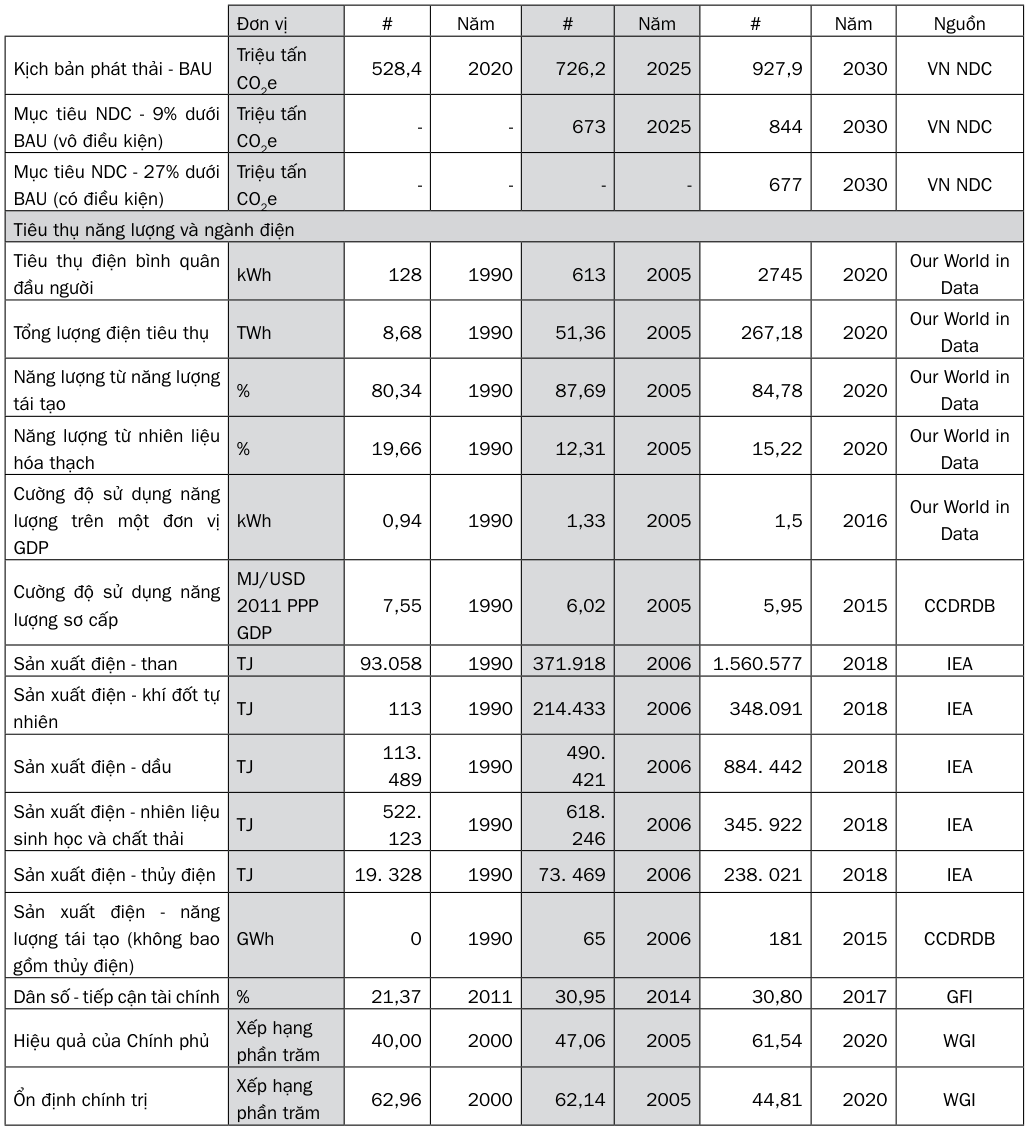 Đơn vị # Năm # Năm # Năm Nguồn
Kịch bản phát thải - BAU Triệu tấn CO₂e 528,4 2020 726,2 2025 927,9 2030 VN NDC
Mục tiêu NDC - 9% dưới BAU (vô điều kiện) Triệu tấn CO₂e - - 673 2025 844 2030 VN NDC
Mục tiêu NDC - 27% dưới BAU (có điều kiện) Triệu tấn CO₂e - - - - 677 2030 VN NDC
Tiêu thụ năng lượng và ngành điện
Tiêu thụ điện bình quân đầu người kWh 128 1990 613 2005 2745 2020 Our World in Data
Tổng lượng điện tiêu thụ TWh 8,68 1990 51,36 2005 267,18 2020 Our World in Data
Năng lượng từ năng lượng tái tạo % 80,34 1990 87,69 2005 84,78 2020 Our World in Data
Năng lượng từ nhiên liệu hóa thạch % 19,66 1990 12,31 2005 15,22 2020 Our World in Data
Cường độ sử dụng năng lượng trên một đơn vị GDP kWh 0,94 1990 1,33 2005 1,5 2016 Our World in Data
Cường độ sử dụng năng lượng sơ cấp MJ/USD 2011 PPP GDP 7,55 1990 6,02 2005 5,95 2015 CCDRDB
Sản xuất điện - than TJ 93.058 1990 371.918 2006 1.560.577 2018 IEA
Sản xuất điện - khí đốt tự nhiên TJ 113 1990 214.433 2006 348.091 2018 IEA
Sản xuất điện - dầu TJ 113. 489 1990 490. 421 2006 884. 442 2018 IEA
Sản xuất điện - nhiên liệu sinh học và chất thải TJ 522. 123 1990 618. 246 2006 345. 922 2018 IEA
Sản xuất điện - thủy điện TJ 19. 328 1990 73. 469 2006 238. 021 2018 IEA
Sản xuất điện - năng lượng tái tạo (không bao gồm thủy điện) GWh 0 1990 65 2006 181 2015 CCDRDB
Dân số - tiếp cận tài chính % 21,37 2011 30,95 2014 30,80 2017 GFI
Hiệu quả của Chính phủ Xếp hạng phần trăm 40,00 2000 47,06 2005 61,54 2020 WGI
Ổn định chính trị Xếp hạng phần trăm 62,96 2000 62,14 2005 44,81 2020 WGI